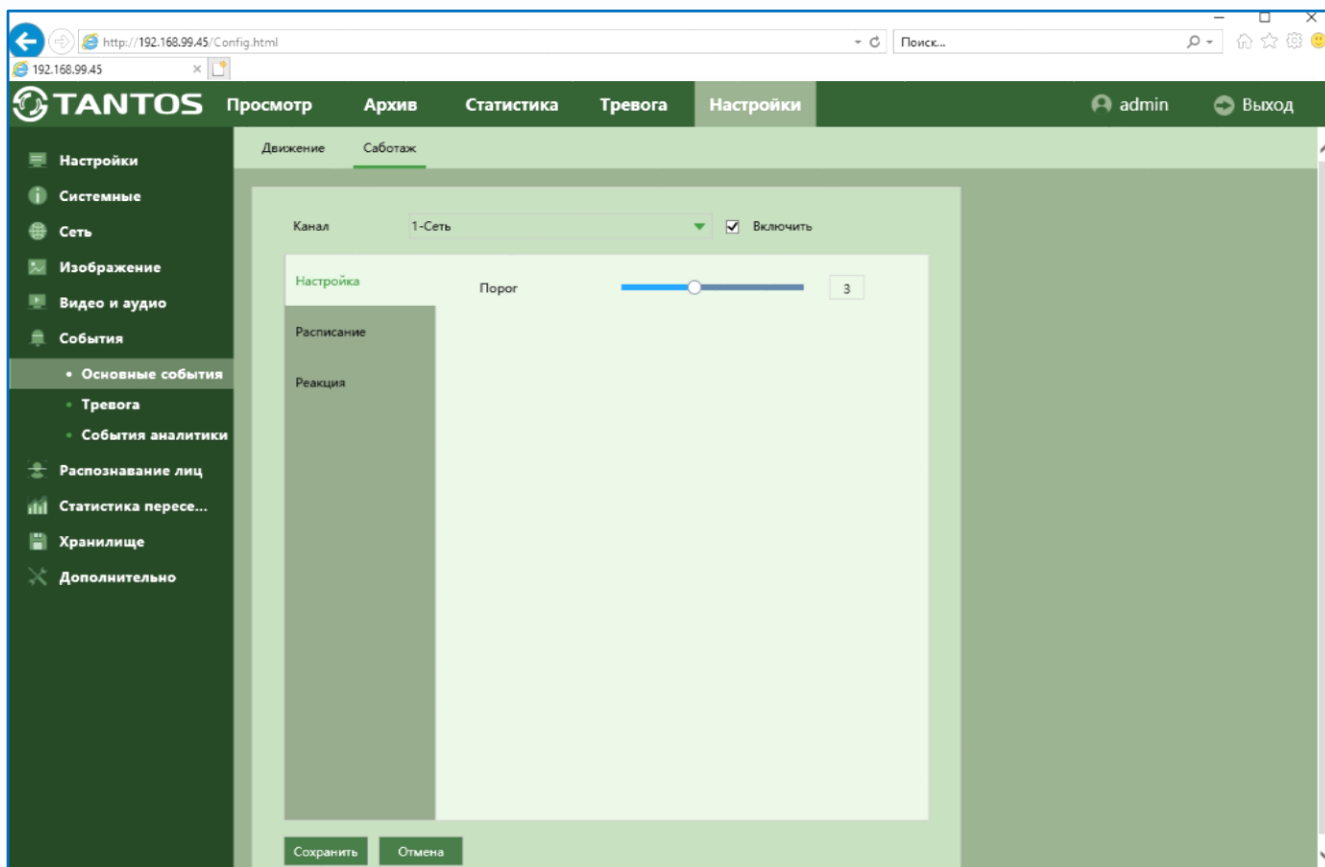 http://192.168.99.45/Config.html
Поиск...
192.168.99.45
TANTOS Просмотр Архив Статистика Тревога Настройки admin Выход
Движение Саботаж
Настройки
Системные
Сеть
Изображение
Видео и аудио
События
• Основные события
• Тревога
• События аналитики
Распознавание лиц
Статистика пересе...
Хранилище
Дополнительно
Канал 1-Сеть Включить
Настройка
Порог 3
Расписание
Реакция
Сохранить Отмена